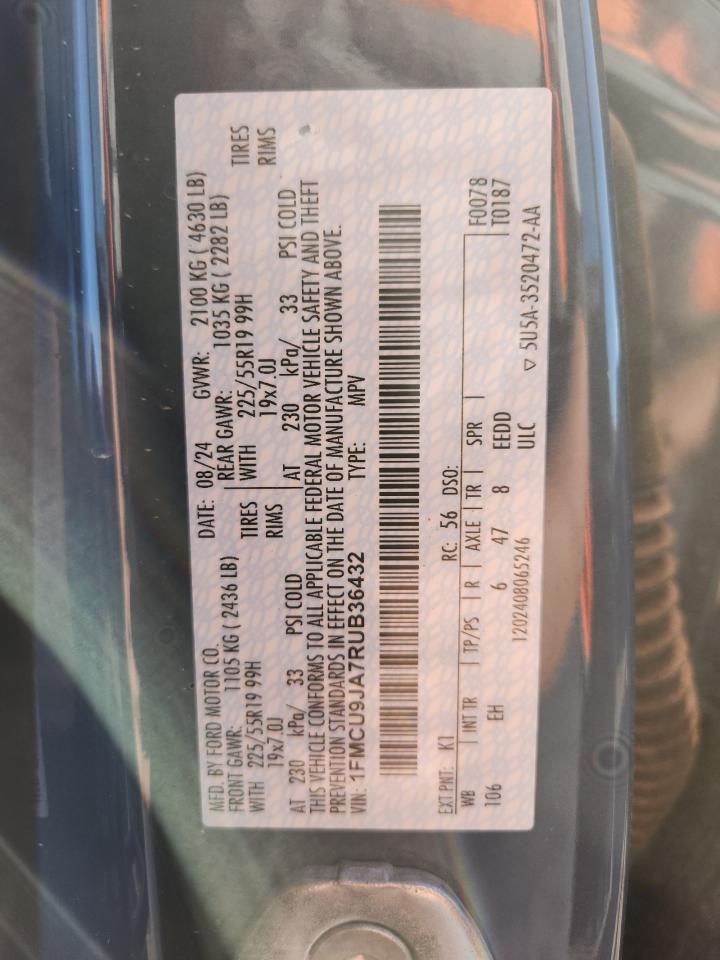 MFD. BY FORD MOTOR CO.
DATE: 08/24 GVWR: 2100 KG ( 4630 LB)
FRONT GAWR: 1105 KG ( 2436 LB)
REAR GAWR: 1035 KG ( 2282 LB)
WITH 225/55R19 99H TIRES
WITH 225/55R19 99H TIRES
19x7.0J RIMS
19x7.0J RIMS
AT 230 kPa/ 33 PSI COLD
AT 230 kPa/ 33 PSI COLD
THIS VEHICLE CONFORMS TO ALL APPLICABLE FEDERAL MOTOR VEHICLE SAFETY AND THEFT
PREVENTION STANDARDS IN EFFECT ON THE DATE OF MANUFACTURE SHOWN ABOVE.
VIN: 1FMCU9JA7RUB36432 TYPE: MPV
EXT PNT: K1 RC: 56 DSO:
WB INT TR TP/PS R AXLE TR SPR F0078
106 EH 6 47 8 EEDD T0187
1202408065246 ULC
▽ 5U5A-3520472-AA